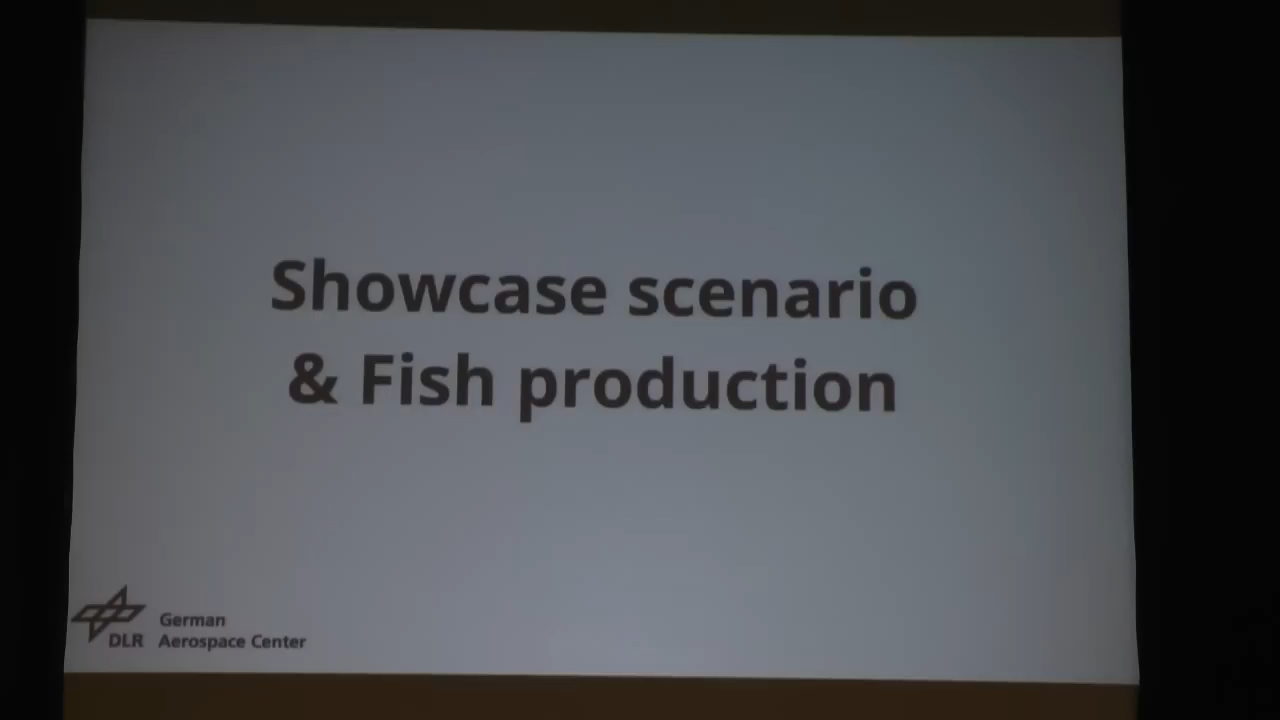 Showcase scenario
& Fish production
German
DLR Aerospace Center